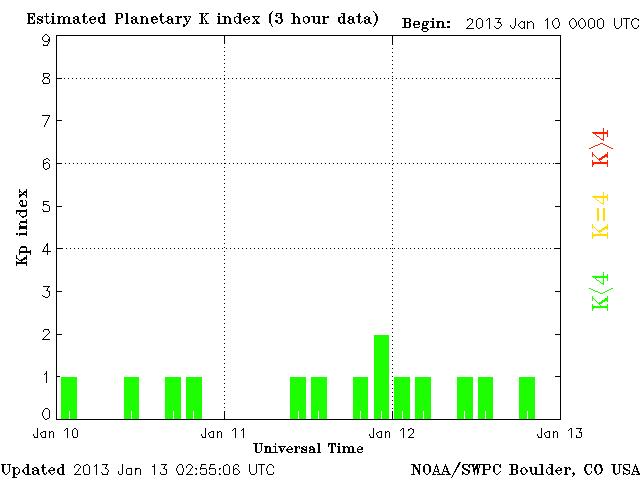 Estimated Planetary K index (3 hour data) Begin: 2013 Jan 10 0000 UTC
9
8
7
6
5
4
3
2
1
0
Kp index
K>4
K=4
K<4
Jan 10 Jan 11 Jan 12 Jan 13
Universal Time
Updated 2013 Jan 13 02:55:06 UTC NOAA/SWPC Boulder, CO USA